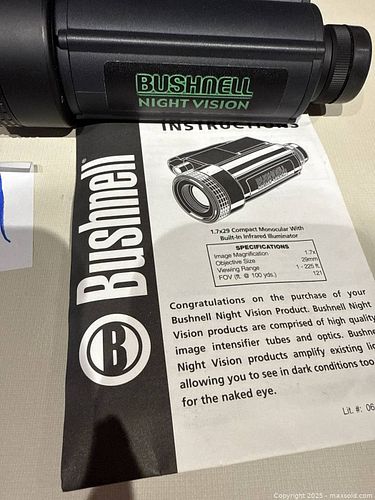 BUSHNELL
NIGHT VISION
INSTRUCTIONS
Bushnell
B
1.7x29 Compact Monocular With
Built-in Infrared Illuminator
SPECIFICATIONS
Image Magnification 1.7x
Objective Size 29mm
Viewing Range 1 - 225 ft.
FOV (ft. @ 100 yds.) 121
Congratulations on the purchase of your
Bushnell Night Vision Product. Bushnell Night
Vision products are comprised of high quality
image intensifier tubes and optics. Bushne
Night Vision products amplify existing lig
allowing you to see in dark conditions too
for the naked eye.
Lit. #: 06
Copyright 2025 - maxsold.com